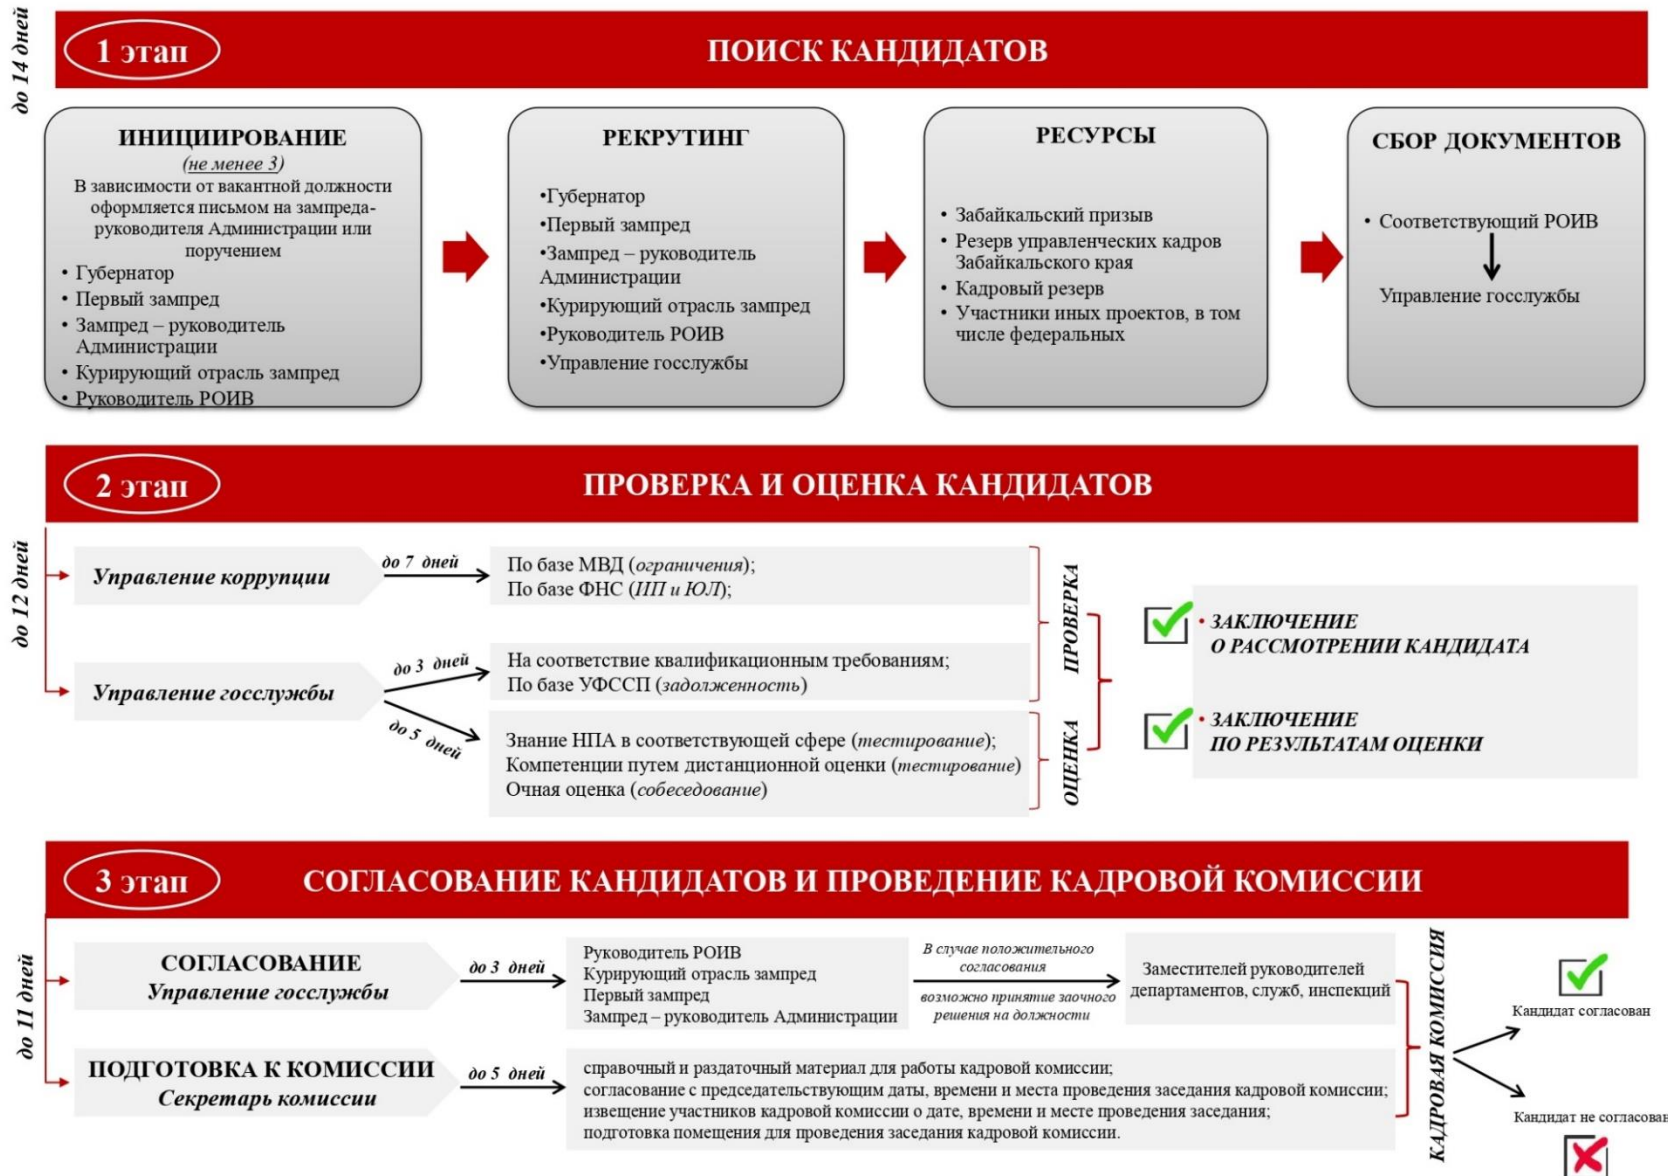 до 14 дней
1 этап
ПОИСК КАНДИДАТОВ
ИНИЦИИРОВАНИЕ
(не менее 3)
В зависимости от вакантной должности
оформляется письмом на зампреда-
руководителя Администрации или
поручением
• Губернатор
• Первый зампред
• Зампред – руководитель
Администрации
• Курирующий отрасль зампред
• Руководитель РОИВ
РЕКРУТИНГ
•Губернатор
•Первый зампред
•Зампред – руководитель
Администрации
•Курирующий отрасль зампред
•Руководитель РОИВ
•Управление госслужбы
РЕСУРСЫ
• Забайкальский призыв
• Резерв управленческих кадров
Забайкальского края
• Кадровый резерв
• Участники иных проектов, в том
числе федеральных
СБОР ДОКУМЕНТОВ
• Соответствующий РОИВ
Управление госслужбы
2 этап
ПРОВЕРКА И ОЦЕНКА КАНДИДАТОВ
до 12 дней
Управление коррупции
до 7 дней
По базе МВД (ограничения);
По базе ФНС (ИП и ЮЛ);
Управление госслужбы
до 3 дней
На соответствие квалификационным требованиям;
По базе УФССП (задолженность)
до 5 дней
Знание НПА в соответствующей сфере (тестирование);
Компетенции путем дистанционной оценки (тестирование)
Очная оценка (собеседование)
ПРОВЕРКА
ОЦЕНКА
• ЗАКЛЮЧЕНИЕ
О РАССМОТРЕНИИ КАНДИДАТА
• ЗАКЛЮЧЕНИЕ
ПО РЕЗУЛЬТАТАМ ОЦЕНКИ
3 этап
СОГЛАСОВАНИЕ КАНДИДАТОВ И ПРОВЕДЕНИЕ КАДРОВОЙ КОМИССИИ
до 11 дней
СОГЛАСОВАНИЕ
Управление госслужбы
до 3 дней
Руководитель РОИВ
Курирующий отрасль зампред
Первый зампред
Зампред – руководитель Администрации
В случае положительного
согласования
возможно принятие заочного
решения на должности
Заместителей руководителей
департаментов, служб, инспекций
ПОДГОТОВКА К КОМИССИИ
Секретарь комиссии
до 5 дней
справочный и раздаточный материал для работы кадровой комиссии;
согласование с председательствующим даты, времени и места проведения заседания кадровой комиссии;
извещение участников кадровой комиссии о дате, времени и месте проведения заседания;
подготовка помещения для проведения заседания кадровой комиссии.
КАДРОВАЯ КОМИССИЯ
Кандидат согласован
Кандидат не согласован